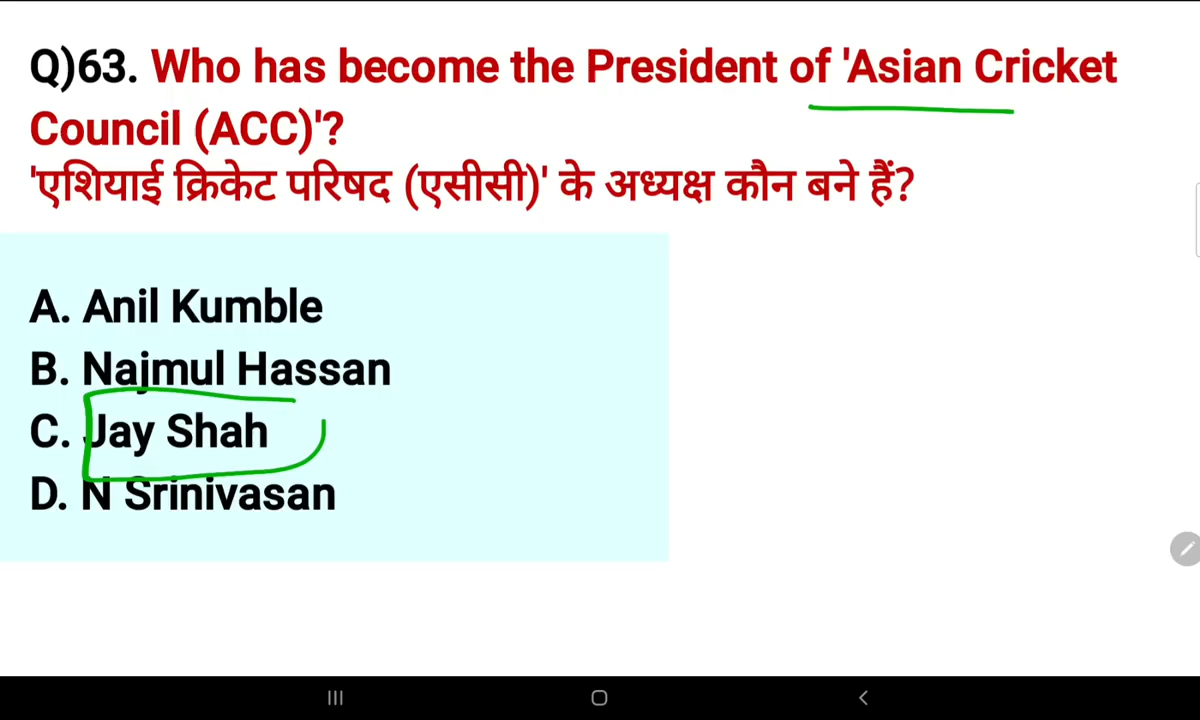 Q)63. Who has become the President of 'Asian Cricket
Council (ACC)'?
'एशियाई क्रिकेट परिषद (एसीसी)' के अध्यक्ष कौन बने हैं?
A. Anil Kumble
B. Najmul Hassan
C. Jay Shah
D. N Srinivasan